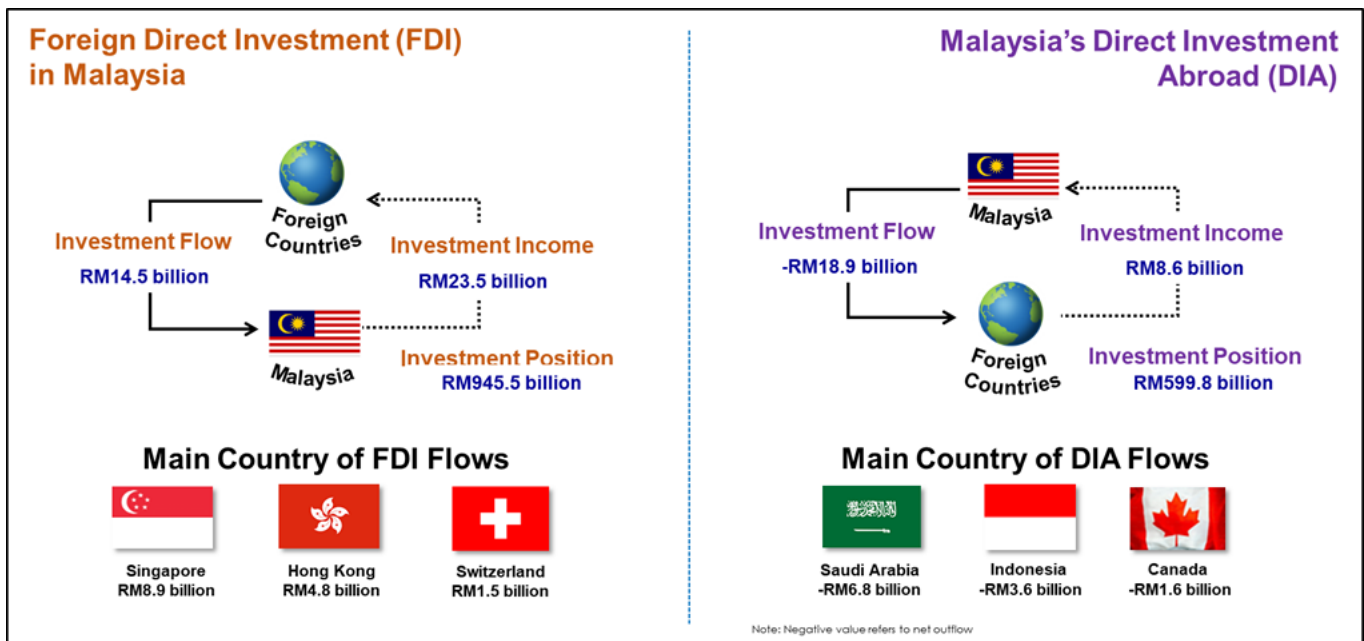 Foreign Direct Investment (FDI)
in Malaysia
Foreign
Countries
Investment Flow
RM14.5 billion
Investment Income
RM23.5 billion
Malaysia
Investment Position
RM945.5 billion
Main Country of FDI Flows
Singapore
RM8.9 billion
Hong Kong
RM4.8 billion
Switzerland
RM1.5 billion
Malaysia’s Direct Investment
Abroad (DIA)
Malaysia
Investment Flow
-RM18.9 billion
Investment Income
RM8.6 billion
Foreign
Countries
Investment Position
RM599.8 billion
Main Country of DIA Flows
Saudi Arabia
-RM6.8 billion
Indonesia
-RM3.6 billion
Canada
-RM1.6 billion
Note: Negative value refers to net outflow